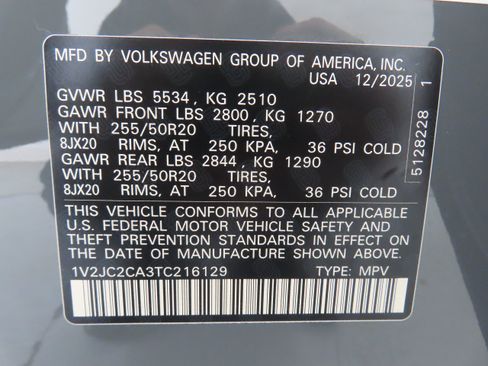 MFD BY VOLKSWAGEN GROUP OF AMERICA, INC.
USA 12/2025
GVWR LBS 5534, KG 2510
GAWR FRONT LBS 2800, KG 1270
WITH 255/50R20 TIRES,
8JX20 RIMS, AT 250 KPA, 36 PSI COLD
GAWR REAR LBS 2844, KG 1290
WITH 255/50R20 TIRES,
8JX20 RIMS, AT 250 KPA, 36 PSI COLD
THIS VEHICLE CONFORMS TO ALL APPLICABLE
U.S. FEDERAL MOTOR VEHICLE SAFETY AND
THEFT PREVENTION STANDARDS IN EFFECT ON
THE DATE OF MANUFACTURE SHOWN ABOVE.
1V2JC2CA3TC216129 TYPE: MPV
5128228 1